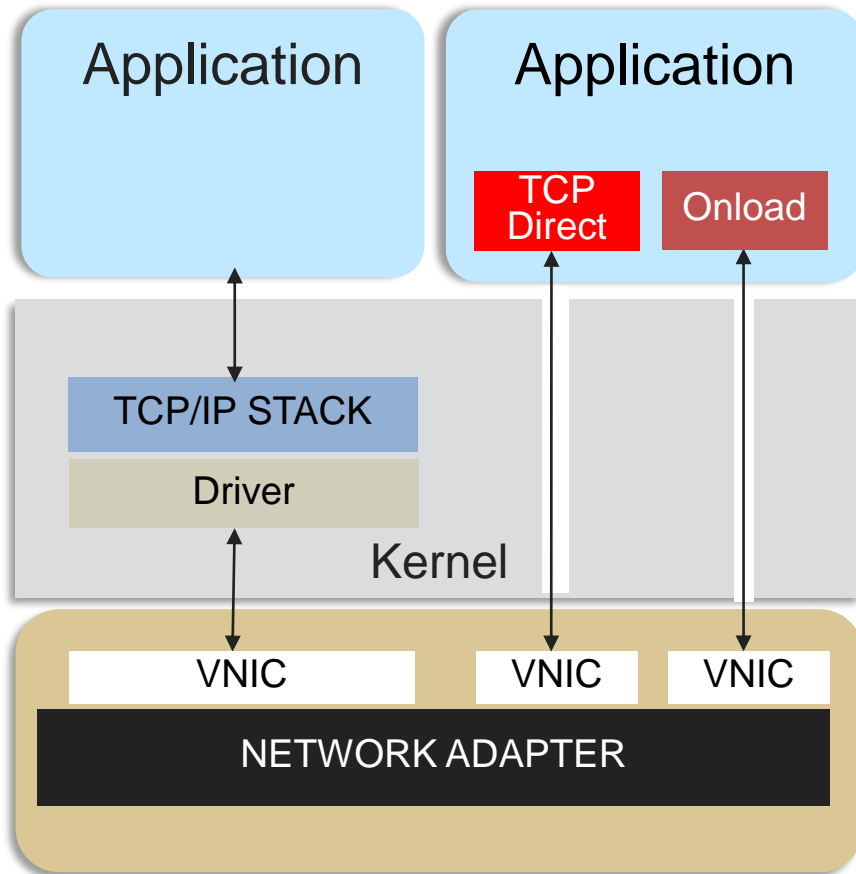 Application
Application
TCP
Direct
Onload
TCP/IP STACK
Driver
Kernel
VNIC
VNIC
VNIC
NETWORK ADAPTER